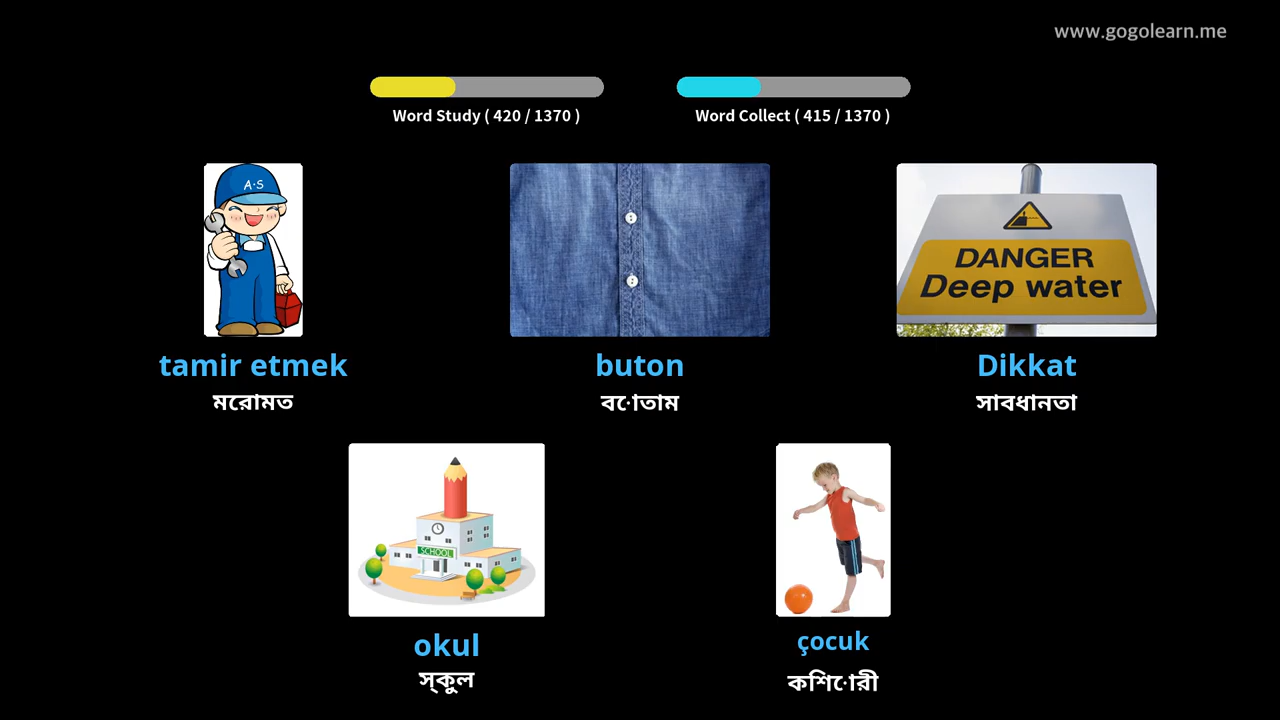 www.gogolearn.me
Word Study ( 420 / 1370 )
Word Collect ( 415 / 1370 )
A·S
DANGER
Deep water
tamir etmek
buton
Dikkat
মেরামত
বোতাম
সাবধানতা
SCHOOL
okul
çocuk
স্কুল
কিশোরী